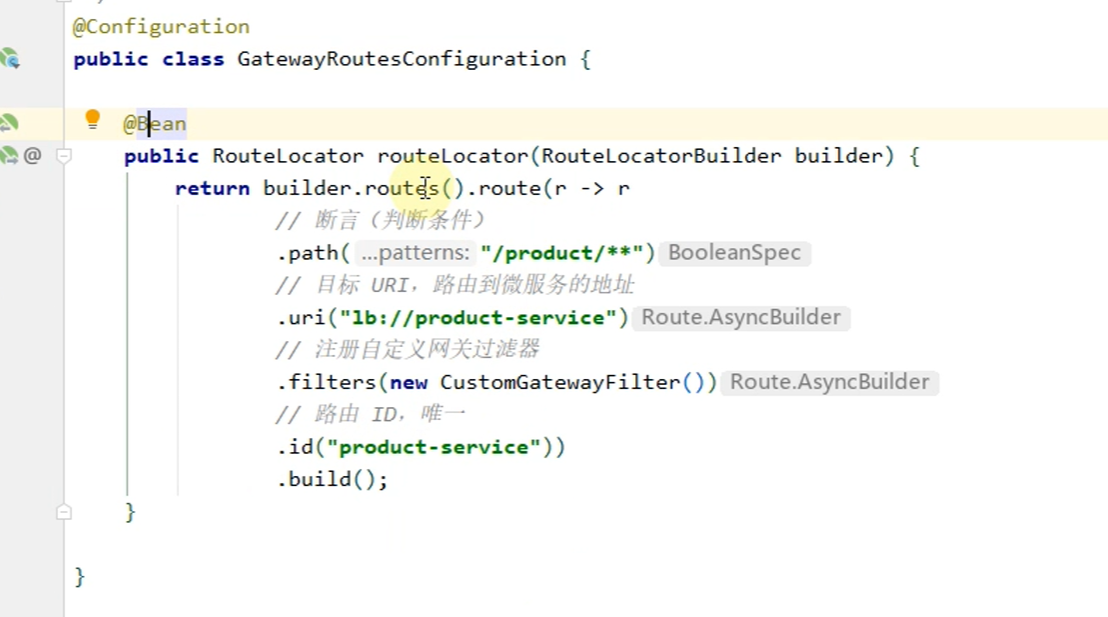 @Configuration
public class GatewayRoutesConfiguration {
@Bean
public RouteLocator routeLocator(RouteLocatorBuilder builder) {
return builder.routes().route(r -> r
// 断言（判断条件）
.path( ...patterns: "/product/**") BooleanSpec
// 目标 URI，路由到微服务的地址
.uri("lb://product-service") Route.AsyncBuilder
// 注册自定义网关过滤器
.filters(new CustomGatewayFilter()) Route.AsyncBuilder
// 路由 ID，唯一
.id("product-service"))
.build();
}
}